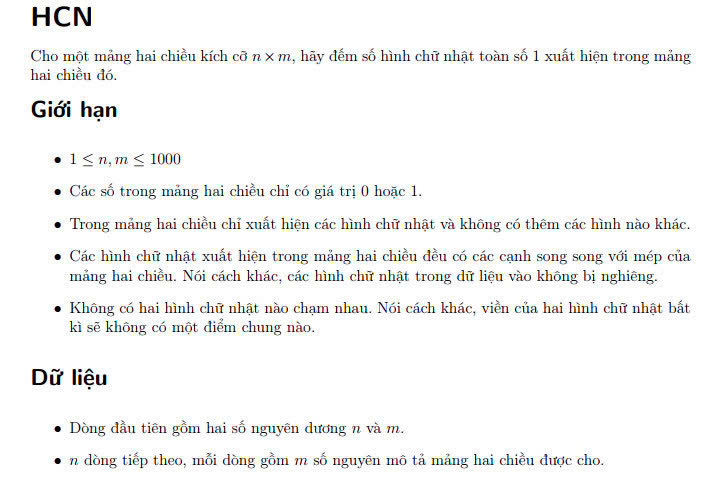 HCN
Cho một mảng hai chiều kích cỡ n × m, hãy đếm số hình chữ nhật toàn số 1 xuất hiện trong mảng
hai chiều đó.
Giới hạn
• 1 ≤ n, m ≤ 1000
• Các số trong mảng hai chiều chỉ có giá trị 0 hoặc 1.
• Trong mảng hai chiều chỉ xuất hiện các hình chữ nhật và không có thêm các hình nào khác.
• Các hình chữ nhật xuất hiện trong mảng hai chiều đều có các cạnh song song với mép của
mảng hai chiều. Nói cách khác, các hình chữ nhật trong dữ liệu vào không bị nghiêng.
• Không có hai hình chữ nhật nào chạm nhau. Nói cách khác, viền của hai hình chữ nhật bất
kì sẽ không có một điểm chung nào.
Dữ liệu
• Dòng đầu tiên gồm hai số nguyên dương n và m.
• n dòng tiếp theo, mỗi dòng gồm m số nguyên mô tả mảng hai chiều được cho.